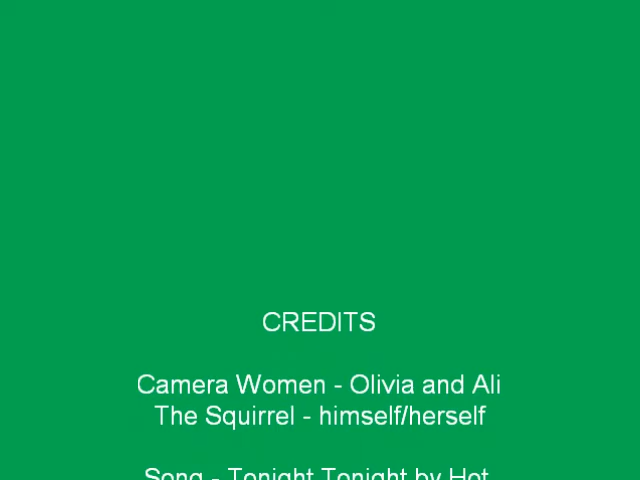 CREDITS
Camera Women - Olivia and Ali
The Squirrel - himself/herself
Song - Tonight Tonight by Hot